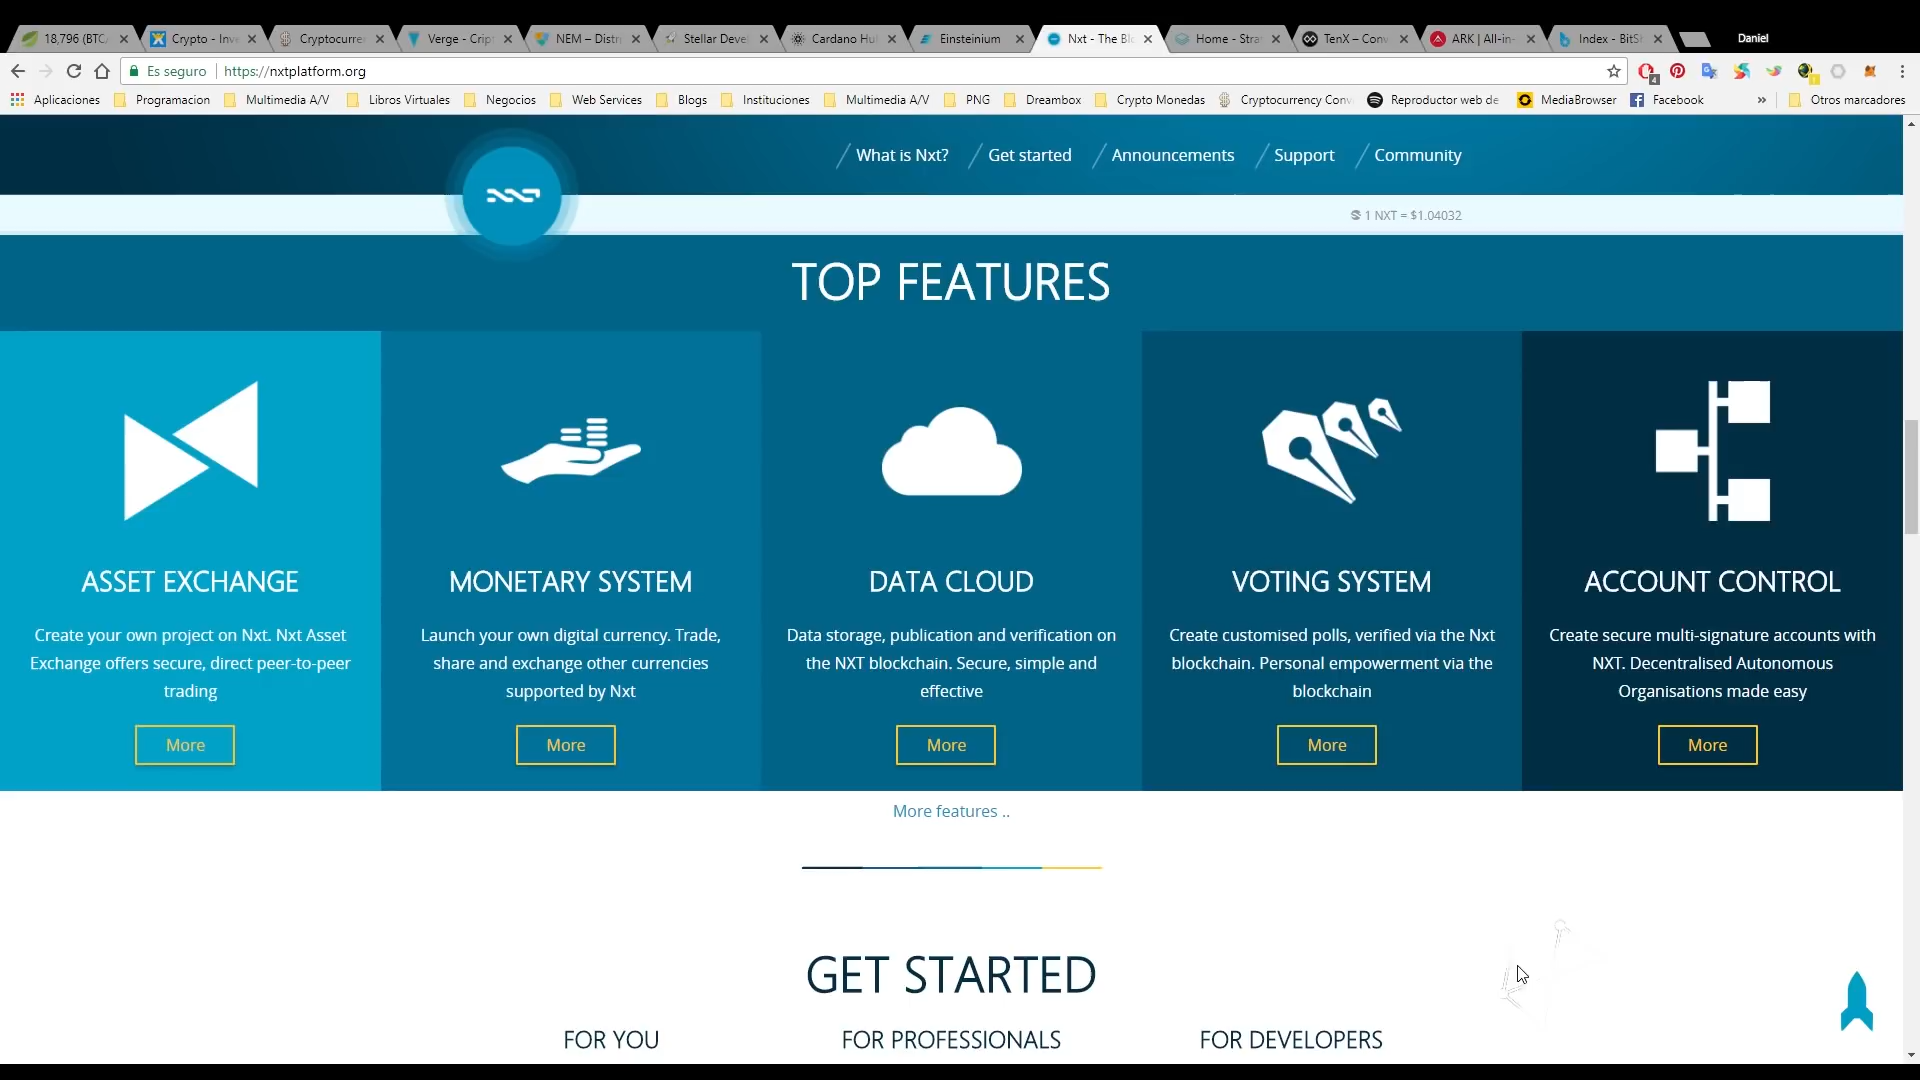 18,796 (BTC
Crypto - Inve
Cryptocurre
Verge - Crip
NEM – Distr
Stellar Deve
Cardano Hu
Einsteinium
Nxt - The Bl
Home - Stra
TenX – Conv
ARK | All-in-
Index - BitSh
Daniel
Es seguro
https://nxtplatform.org
4
1
Aplicaciones
Programacion
Multimedia A/V
Libros Virtuales
Negocios
Web Services
Blogs
Instituciones
Multimedia A/V
PNG
Dreambox
Crypto Monedas
Cryptocurrency Conv
Reproductor web de
MediaBrowser
Facebook
»
Otros marcadores
What is Nxt?
Get started
Announcements
Support
Community
1 NXT = $1.04032
TOP FEATURES
ASSET EXCHANGE
Create your own project on Nxt. Nxt Asset
Exchange offers secure, direct peer-to-peer
trading
More
MONETARY SYSTEM
Launch your own digital currency. Trade,
share and exchange other currencies
supported by Nxt
More
DATA CLOUD
Data storage, publication and verification on
the NXT blockchain. Secure, simple and
effective
More
VOTING SYSTEM
Create customised polls, verified via the Nxt
blockchain. Personal empowerment via the
blockchain
More
ACCOUNT CONTROL
Create secure multi-signature accounts with
NXT. Decentralised Autonomous
Organisations made easy
More
More features ..
GET STARTED
FOR YOU
FOR PROFESSIONALS
FOR DEVELOPERS